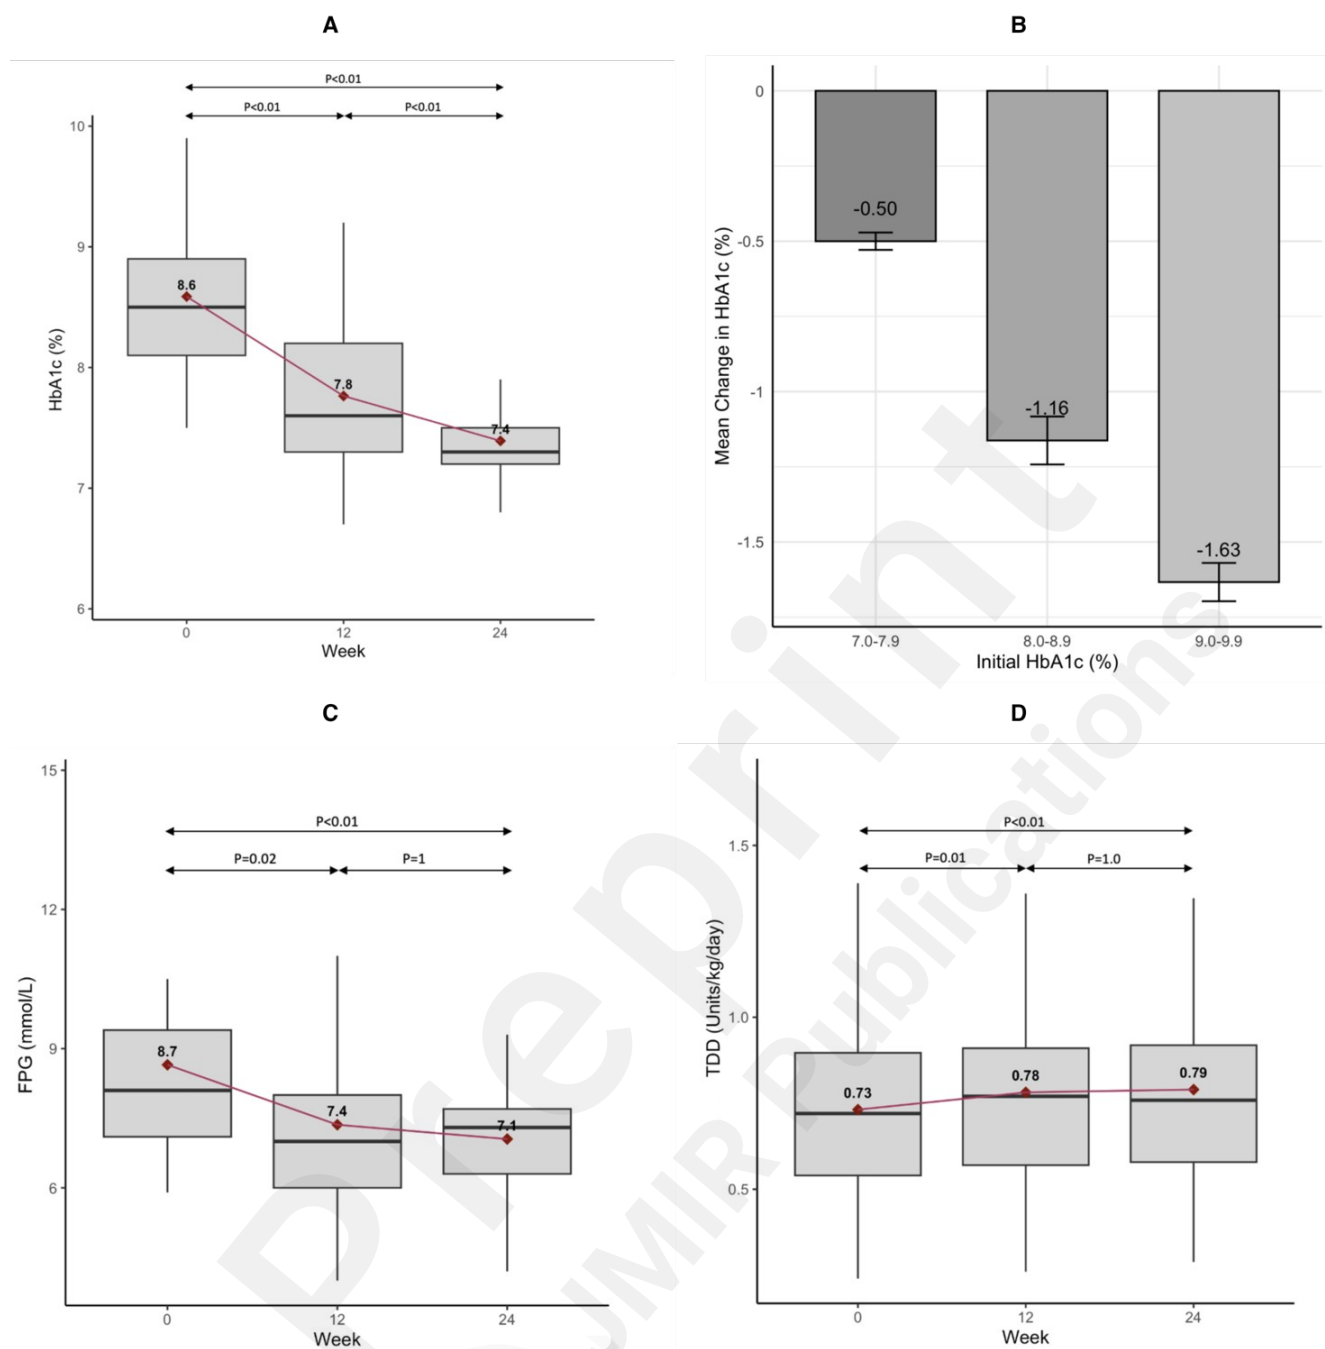 A
P<0.01
P<0.01
P<0.01
10
9
8
7
6
HbA1c (%)
8.6
7.8
7.4
0
12
24
Week
B
0
-0.5
-1
-1.5
Mean Change in HbA1c (%)
-0.50
-1.16
-1.63
7.0-7.9
8.0-8.9
9.0-9.9
Initial HbA1c (%)
C
15
12
9
6
FPG (mmol/L)
P<0.01
P=0.02
P=1
8.7
7.4
7.1
0
12
24
Week
D
1.5
1.0
0.5
TDD (Units/kg/day)
P<0.01
P=0.01
P=1.0
0.73
0.78
0.79
0
12
24
Week
Preprint
JMIR Publications